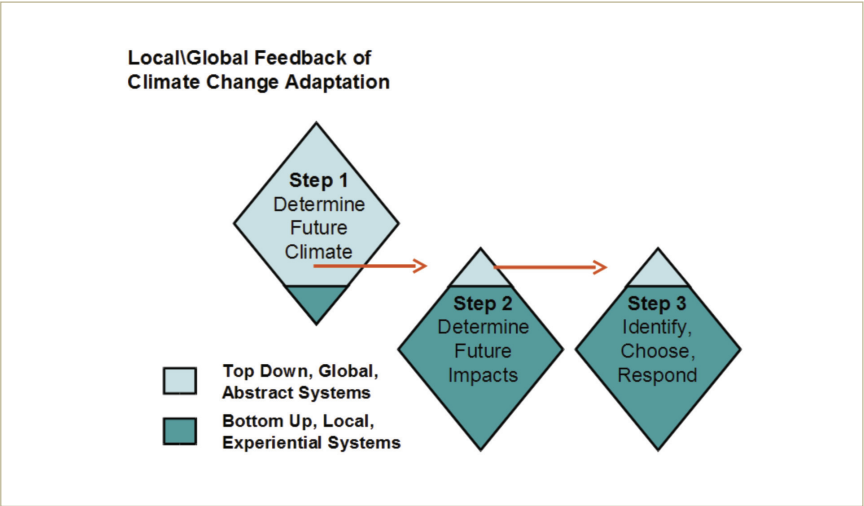 Local\Global Feedback of
Climate Change Adaptation
Step 1
Determine
Future
Climate
Step 2
Determine
Future
Impacts
Step 3
Identify,
Choose,
Respond
Top Down, Global,
Abstract Systems
Bottom Up, Local,
Experiential Systems